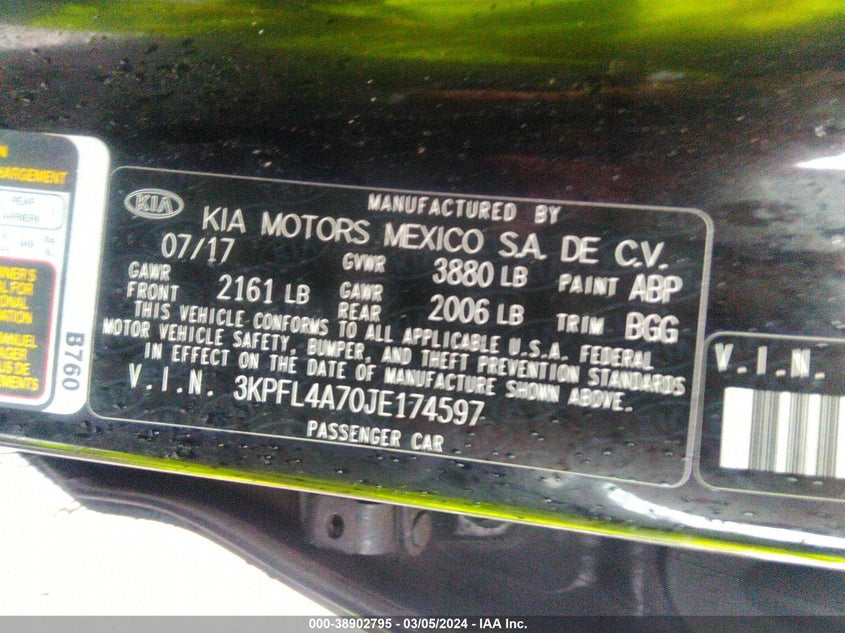 MANUFACTURED BY
KIA
KIA MOTORS MEXICO S.A. DE C.V.
07/17
GVWR 3880 LB PAINT ABP
GAWR FRONT 2161 LB GAWR REAR 2006 LB TRIM BGG
THIS VEHICLE CONFORMS TO ALL APPLICABLE U.S.A. FEDERAL
MOTOR VEHICLE SAFETY, BUMPER, AND THEFT PREVENTION STANDARDS
IN EFFECT ON THE DATE OF MANUFACTURE SHOWN ABOVE.
V.I.N. 3KPFL4A70JE174597
PASSENGER CAR
B760
V.I.N.
000-38902795 - 03/05/2024 - IAA Inc.